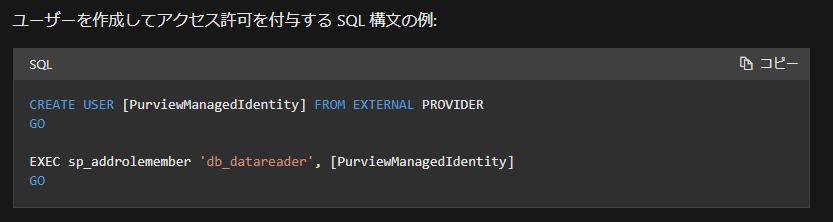 ユーザーを作成してアクセス許可を付与する SQL 構文の例:
SQL
コピー
CREATE USER [PurviewManagedIdentity] FROM EXTERNAL PROVIDER
GO
EXEC sp_addrolemember 'db_datareader', [PurviewManagedIdentity]
GO